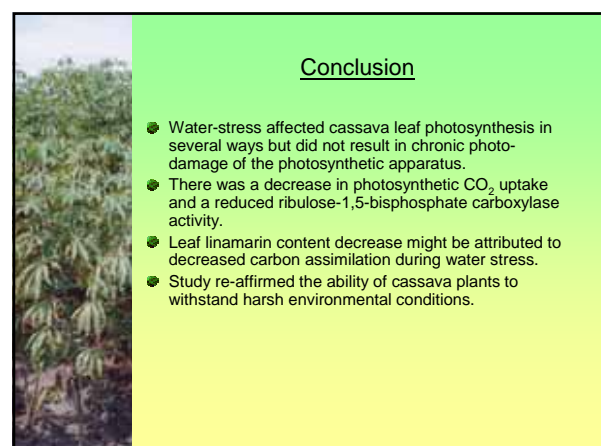 Conclusion
Water-stress affected cassava leaf photosynthesis in
several ways but did not result in chronic photo-
damage of the photosynthetic apparatus.
There was a decrease in photosynthetic CO₂ uptake
and a reduced ribulose-1,5-bisphosphate carboxylase
activity.
Leaf linamarin content decrease might be attributed to
decreased carbon assimilation during water stress.
Study re-affirmed the ability of cassava plants to
withstand harsh environmental conditions.